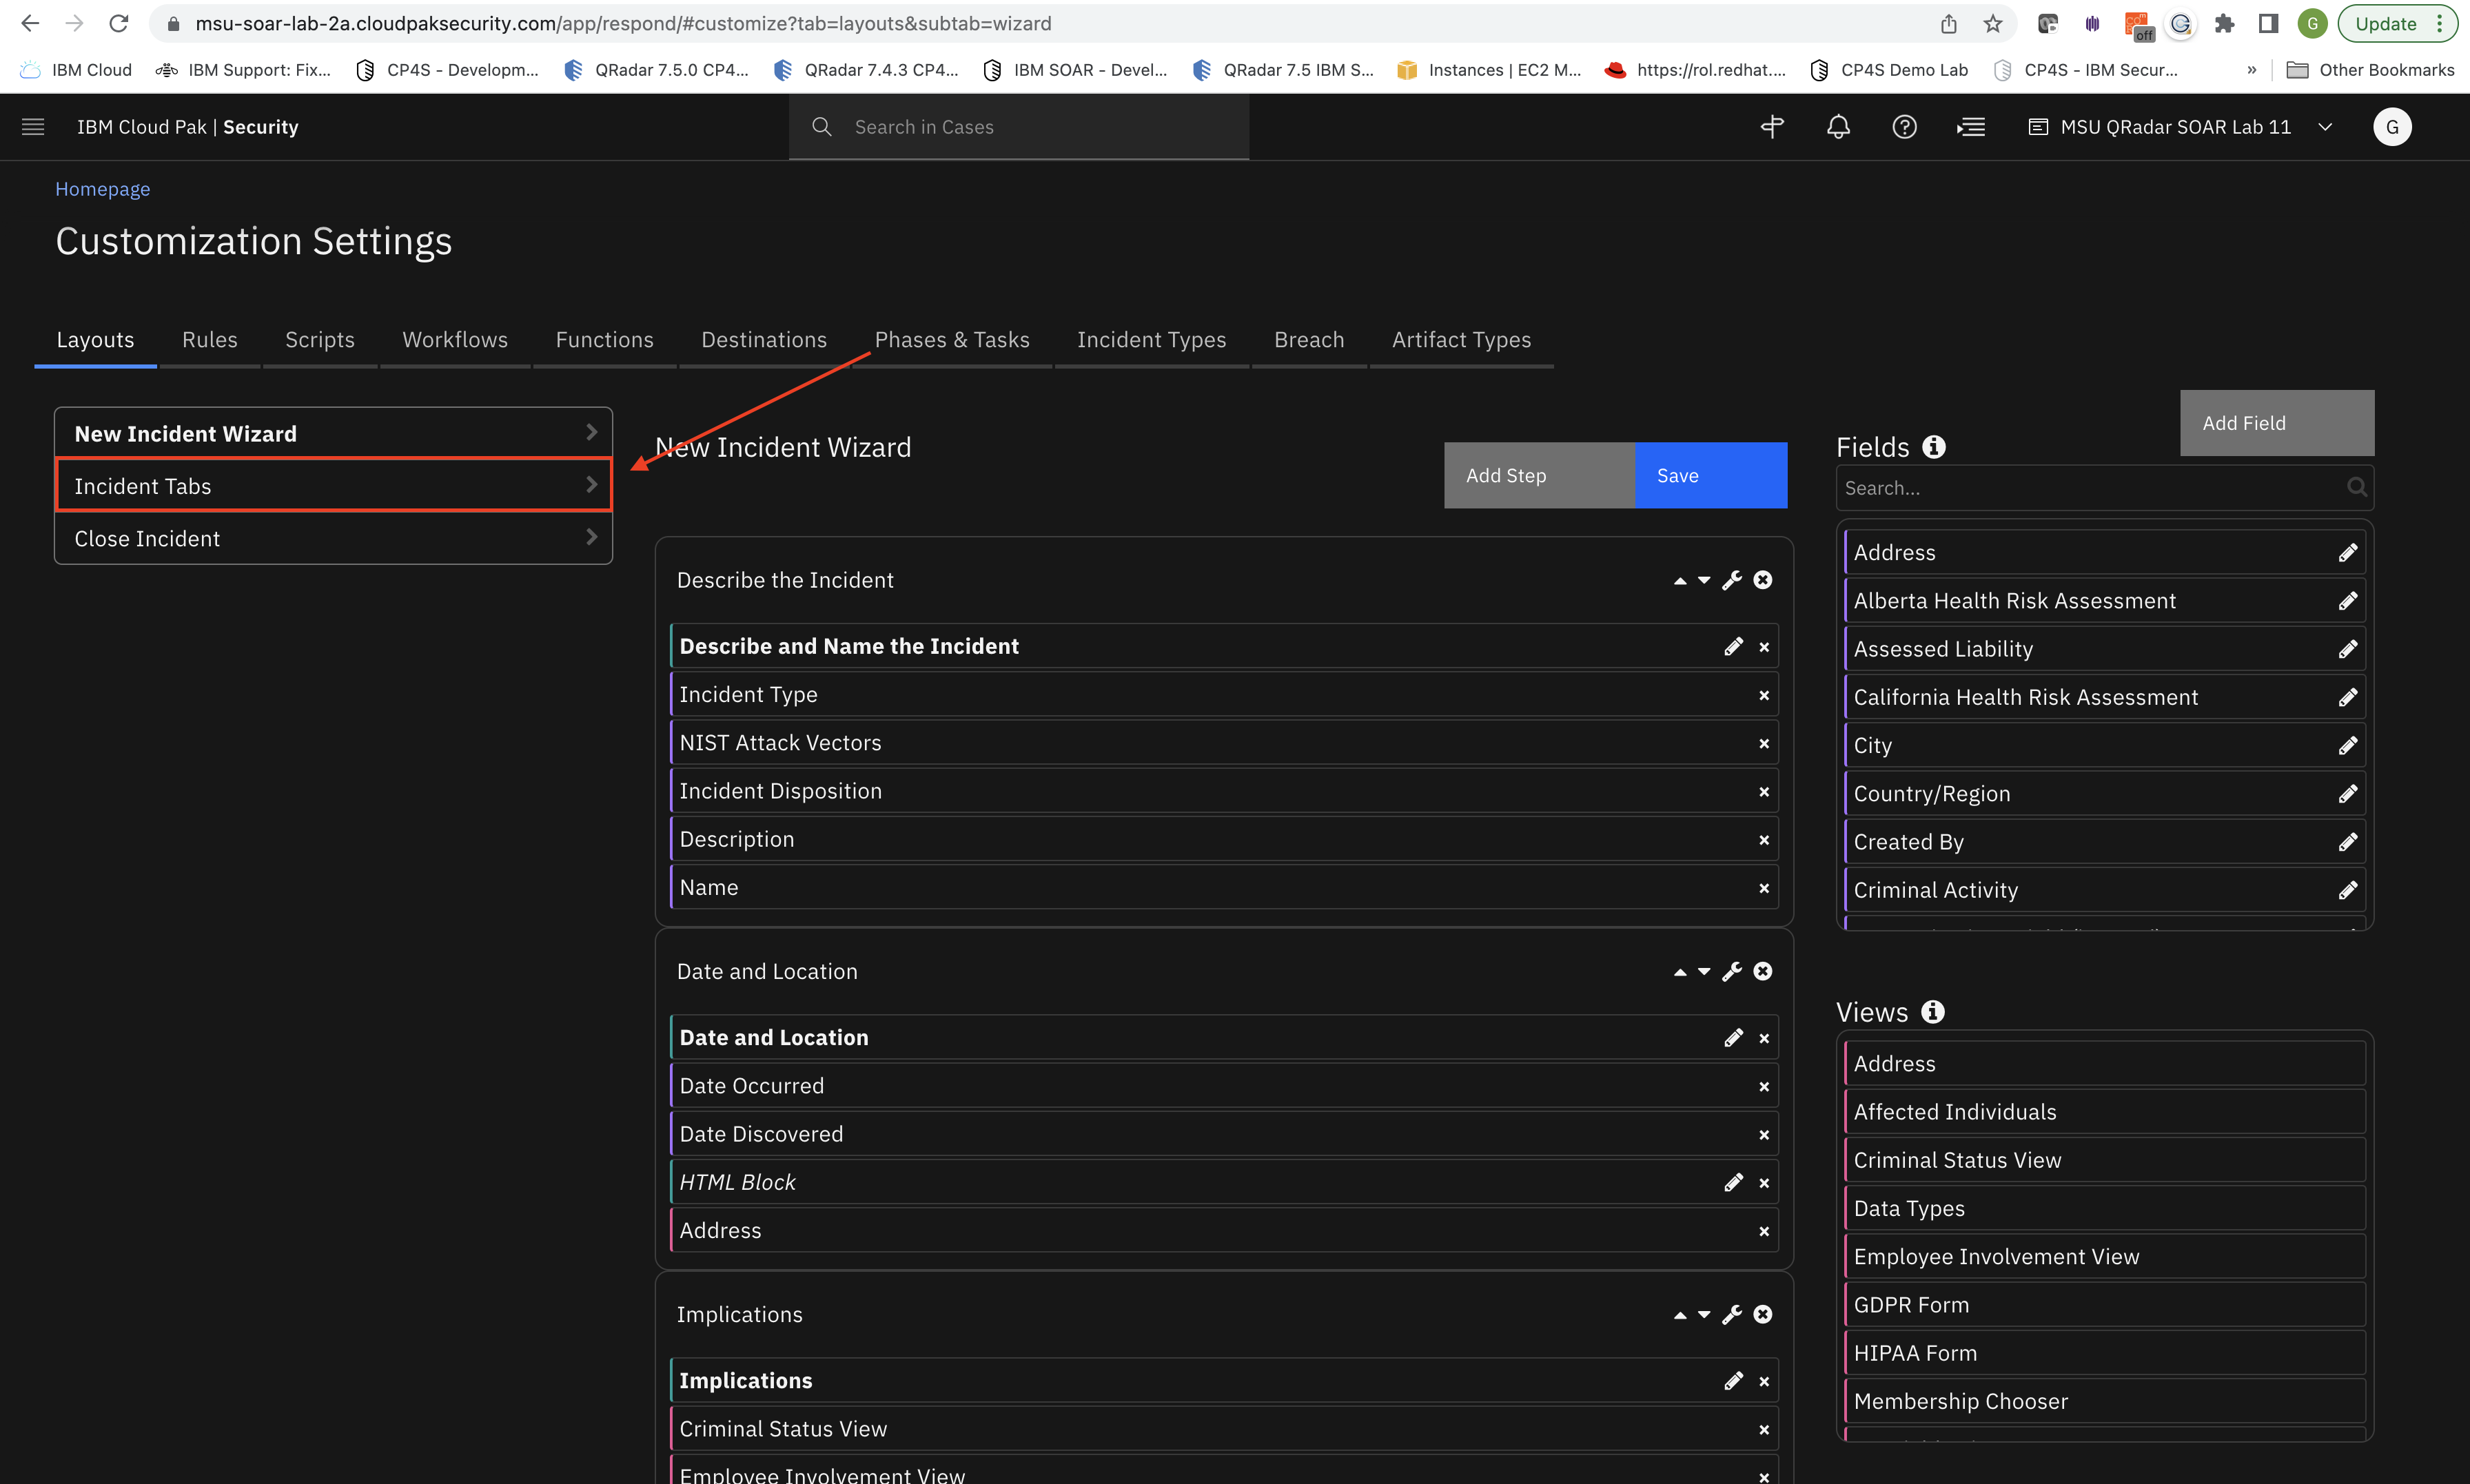 msu-soar-lab-2a.cloudpaksecurity.com/app/respond/#customize?tab=layouts&subtab=wizard
off
G
Update
IBM Cloud
IBM Support: Fix...
CP4S - Developm...
QRadar 7.5.0 CP4...
QRadar 7.4.3 CP4...
IBM SOAR - Devel...
QRadar 7.5 IBM S...
Instances | EC2 M...
https://rol.redhat....
CP4S Demo Lab
CP4S - IBM Secur...
»
Other Bookmarks
IBM Cloud Pak | Security
Search in Cases
MSU QRadar SOAR Lab 11
G
Homepage
Customization Settings
Layouts
Rules
Scripts
Workflows
Functions
Destinations
Phases & Tasks
Incident Types
Breach
Artifact Types
New Incident Wizard
Incident Tabs
Close Incident
New Incident Wizard
Add Step
Save
Describe the Incident
Describe and Name the Incident
Incident Type
NIST Attack Vectors
Incident Disposition
Description
Name
Date and Location
Date and Location
Date Occurred
Date Discovered
HTML Block
Address
Implications
Implications
Criminal Status View
Employee Involvement View
Add Field
Fields
Search...
Address
Alberta Health Risk Assessment
Assessed Liability
California Health Risk Assessment
City
Country/Region
Created By
Criminal Activity
Views
Address
Affected Individuals
Criminal Status View
Data Types
Employee Involvement View
GDPR Form
HIPAA Form
Membership Chooser